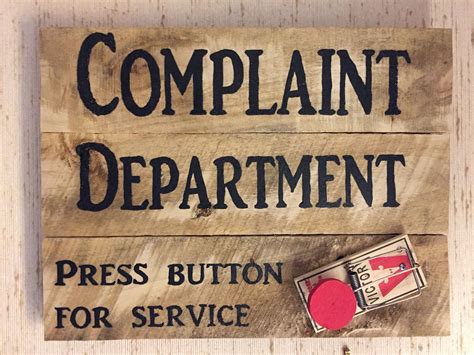 COMPLAINT
DEPARTMENT
PRESS BUTTON
FOR SERVICE
VICTOR